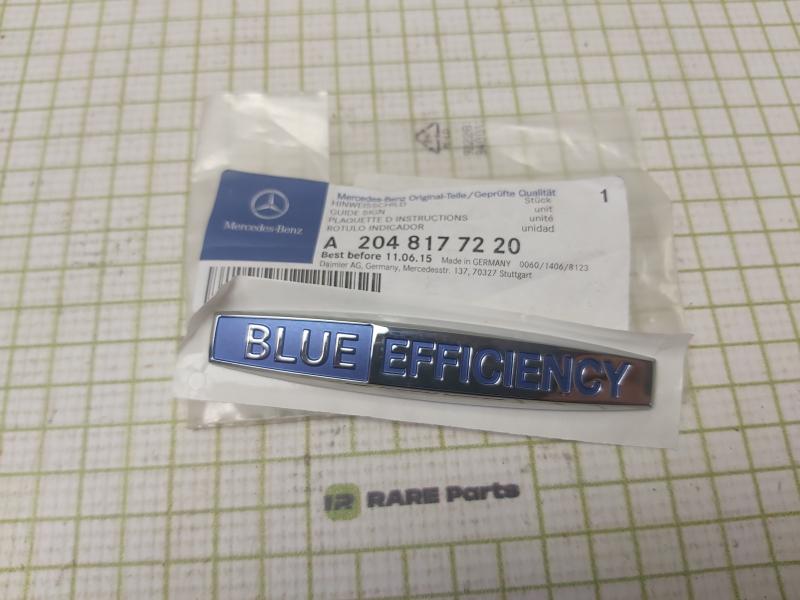 Mercedes-Benz
Mercedes-Benz Original-Teile/Geprüfte Qualität 1
HINWEISSCHILD Stück
GUIDE SIGN unit
PLAQUETTE D INSTRUCTIONS unité
ROTULO INDICADOR unidad
A 204 817 72 20
Best before 11.06.15 Made in GERMANY 0060/1406/8123
Daimler AG, Germany, Mercedesstr. 137, 70327 Stuttgart
BLUE EFFICIENCY
RARE Parts